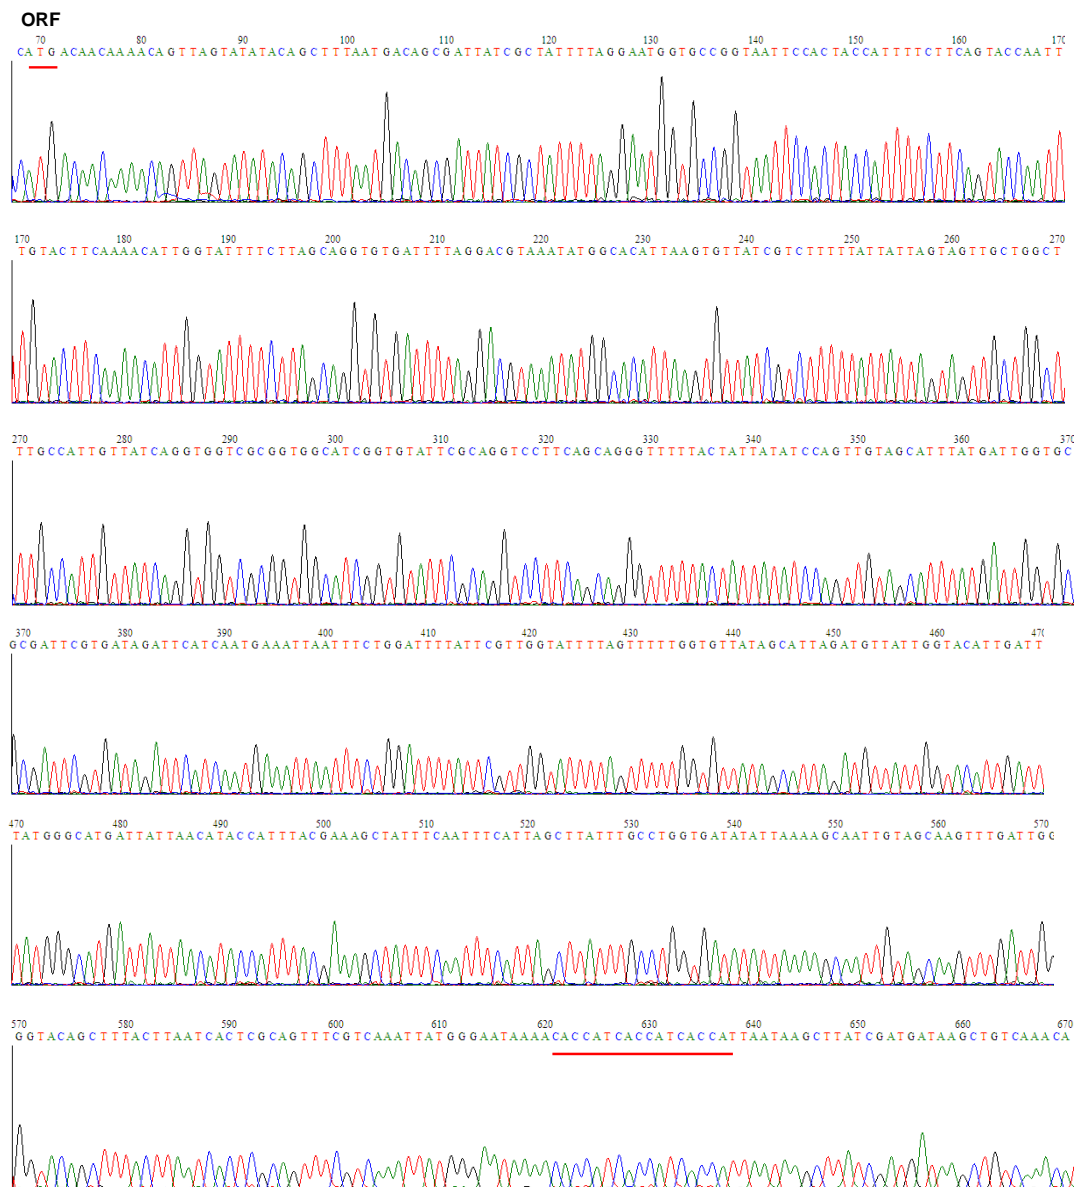 ORF
70 80 90 100 110 120 130 140 150 160 170
CATGACAACAAAACAGTTAGTATATACAGCTTTAATGACAGCGATTATCGCTATTTTAGGAATGGTGCCGGTAATTCCACTACCATTTTCTTCAGTACCAATT
170 180 190 200 210 220 230 240 250 260 270
TGTACTTCAAAACATTGGTATTTTCTTAGCAGGTGTGATTTTAGGACGTAAATATGGCACATTAAGTGTTATCGTCTTTTTATTATTAGTAGTTGCTGGCT
270 280 290 300 310 320 330 340 350 360 370
TTGCCATTGTTATCAGGTGGTCGCGGTGGCATCGGTGTATTCGCAGGTCCTTCAGCAGGGTTTTTACTATTATATCCAGTTGTAGCATTTATGATTGGTGC
370 380 390 400 410 420 430 440 450 460 470
GCGATTCGTGATAGATTCATCAATGAAATTAATTTCTGGATTTTATTCGTTGGTATTTTAGTTTTTGGTGTTATAGCATTAGATGTTATTGGTACATTGATT
470 480 490 500 510 520 530 540 550 560 570
TATGGGCATGATTATTAACATACCATTTACGAAAGCTATTTCAATTTCATTAGCTTATTTGCCTGGTGATATATTAAAAGCAATTGTAGCAAGTTTGATTGG
570 580 590 600 610 620 630 640 650 660 670
GGTACAGCTTTACTTAATCACTCGCAGTTTCGTCAAATTATGGGAATAAAACACCATCACCATCACCATTAATAAGCTTATCGATGATAAGCTGTCAAACA